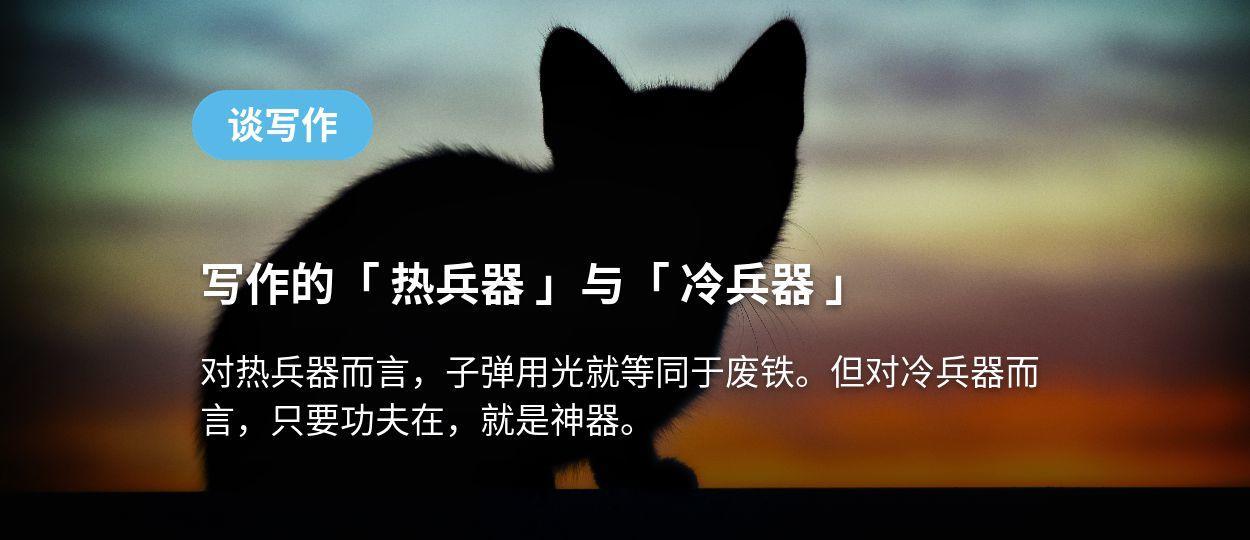 谈写作
写作的「热兵器」与「冷兵器」
对热兵器而言，子弹用光就等同于废铁。但对冷兵器而
言，只要功夫在，就是神器。